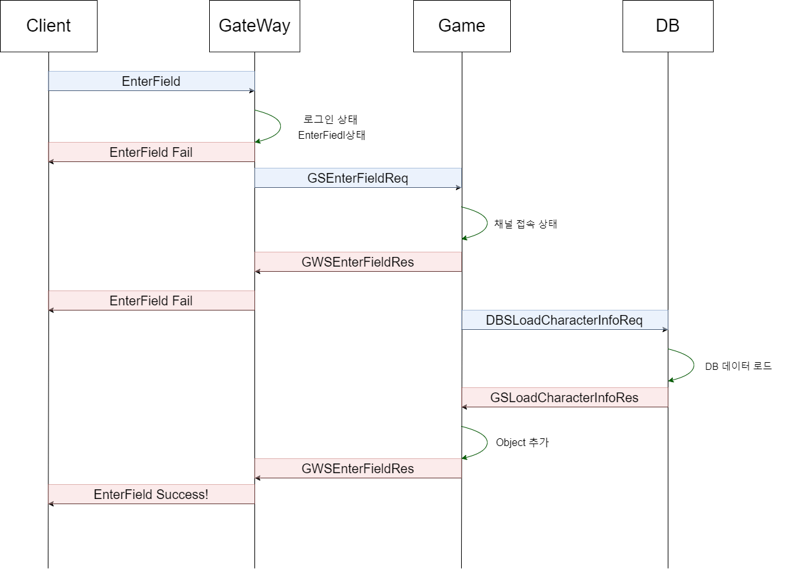 Client
GateWay
Game
DB
EnterField
로그인 상태
EnterFiedl상태
EnterField Fail
GSEnterFieldReq
채널 접속 상태
GWSEnterFieldRes
EnterField Fail
DBSLoadCharacterInfoReq
DB 데이터 로드
GSLoadCharacterInfoRes
Object 추가
GWSEnterFieldRes
EnterField Success!